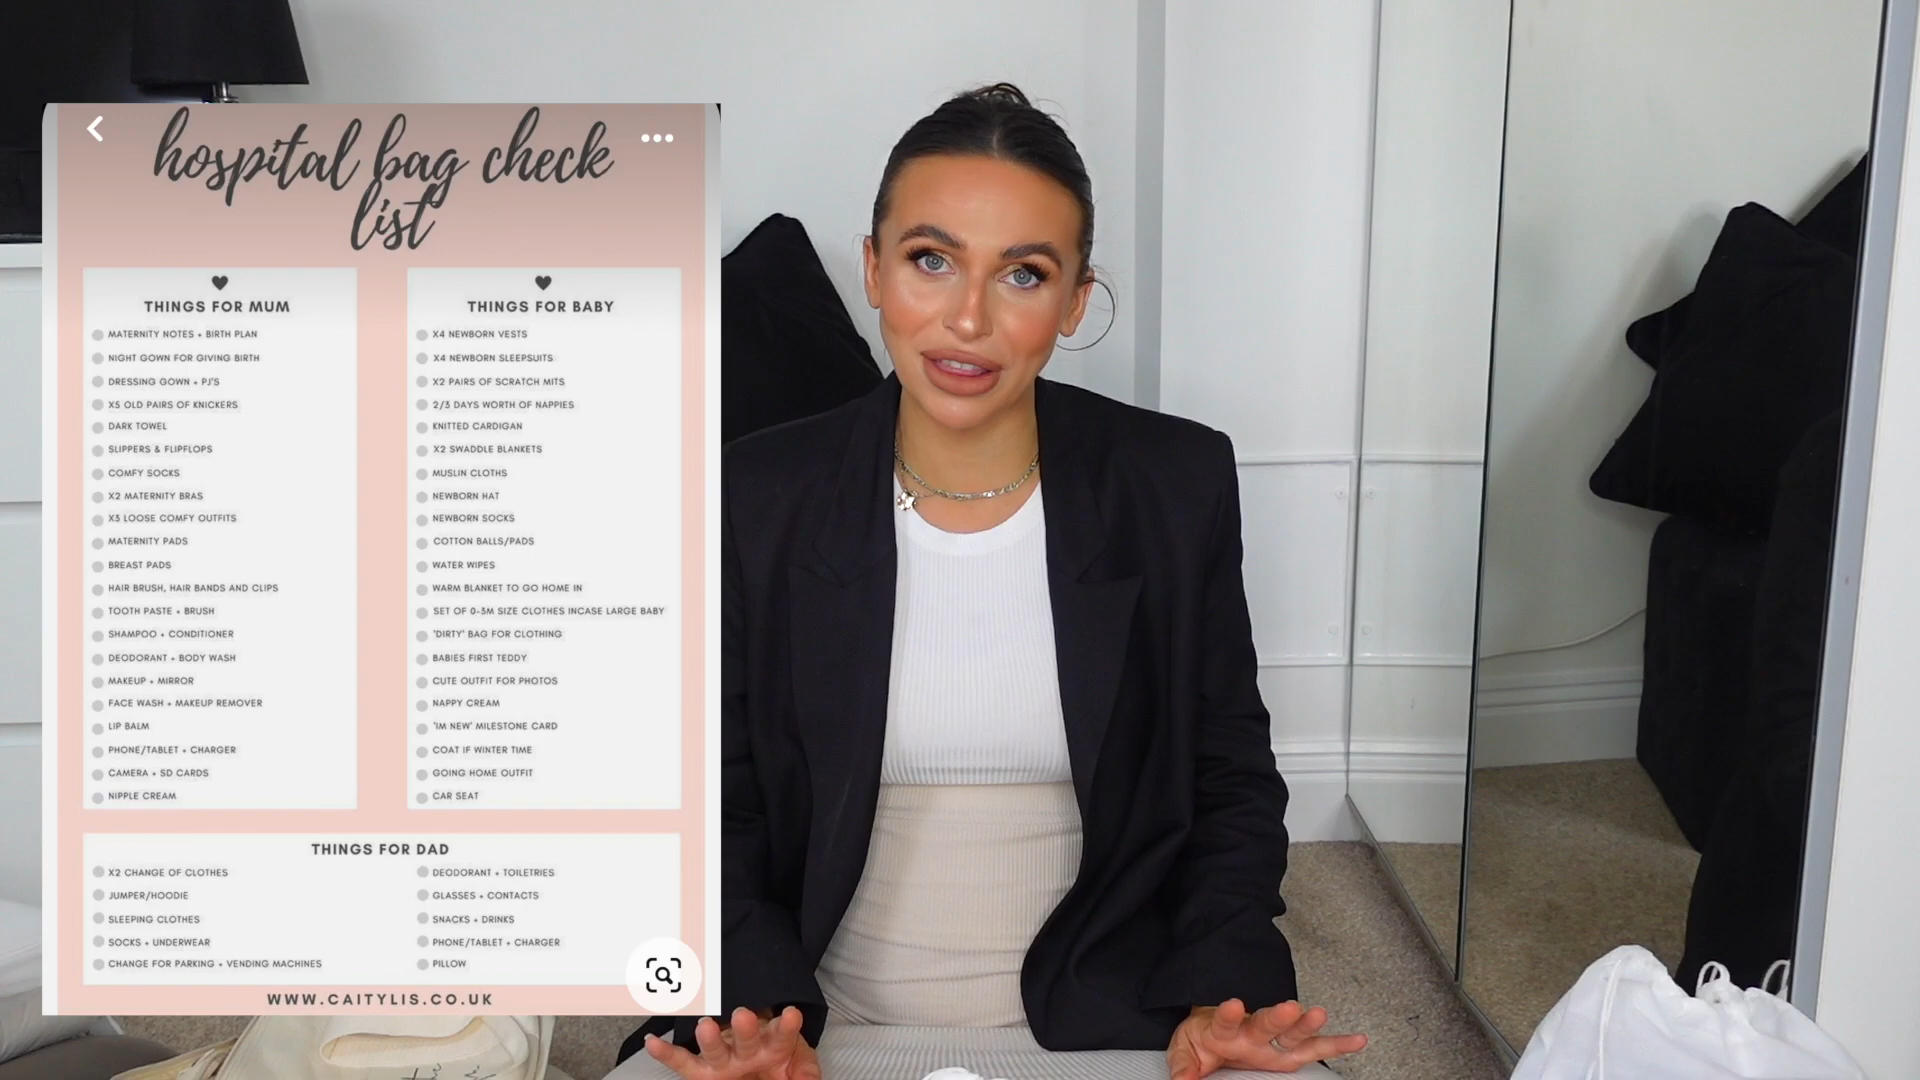 hospital bag check
list
THINGS FOR MUM
MATERNITY NOTES + BIRTH PLAN
NIGHT GOWN FOR GIVING BIRTH
DRESSING GOWN + PJ'S
X5 OLD PAIRS OF KNICKERS
DARK TOWEL
SLIPPERS & FLIPFLOPS
COMFY SOCKS
X2 MATERNITY BRAS
X3 LOOSE COMFY OUTFITS
MATERNITY PADS
BREAST PADS
HAIR BRUSH, HAIR BANDS AND CLIPS
TOOTH PASTE + BRUSH
SHAMPOO + CONDITIONER
DEODORANT + BODY WASH
MAKEUP + MIRROR
FACE WASH + MAKEUP REMOVER
LIP BALM
PHONE/TABLET + CHARGER
CAMERA + SD CARDS
NIPPLE CREAM
THINGS FOR BABY
X4 NEWBORN VESTS
X4 NEWBORN SLEEPSUITS
X2 PAIRS OF SCRATCH MITS
2/3 DAYS WORTH OF NAPPIES
KNITTED CARDIGAN
X2 SWADDLE BLANKETS
MUSLIN CLOTHS
NEWBORN HAT
NEWBORN SOCKS
COTTON BALLS/PADS
WATER WIPES
WARM BLANKET TO GO HOME IN
SET OF 0-3M SIZE CLOTHES INCASE LARGE BABY
'DIRTY' BAG FOR CLOTHING
BABIES FIRST TEDDY
CUTE OUTFIT FOR PHOTOS
NAPPY CREAM
'IM NEW' MILESTONE CARD
COAT IF WINTER TIME
GOING HOME OUTFIT
CAR SEAT
THINGS FOR DAD
X2 CHANGE OF CLOTHES
JUMPER/HOODIE
SLEEPING CLOTHES
SOCKS + UNDERWEAR
CHANGE FOR PARKING + VENDING MACHINES
DEODORANT + TOILETRIES
GLASSES + CONTACTS
SNACKS + DRINKS
PHONE/TABLET + CHARGER
PILLOW
WWW.CAITYLIS.CO.UK